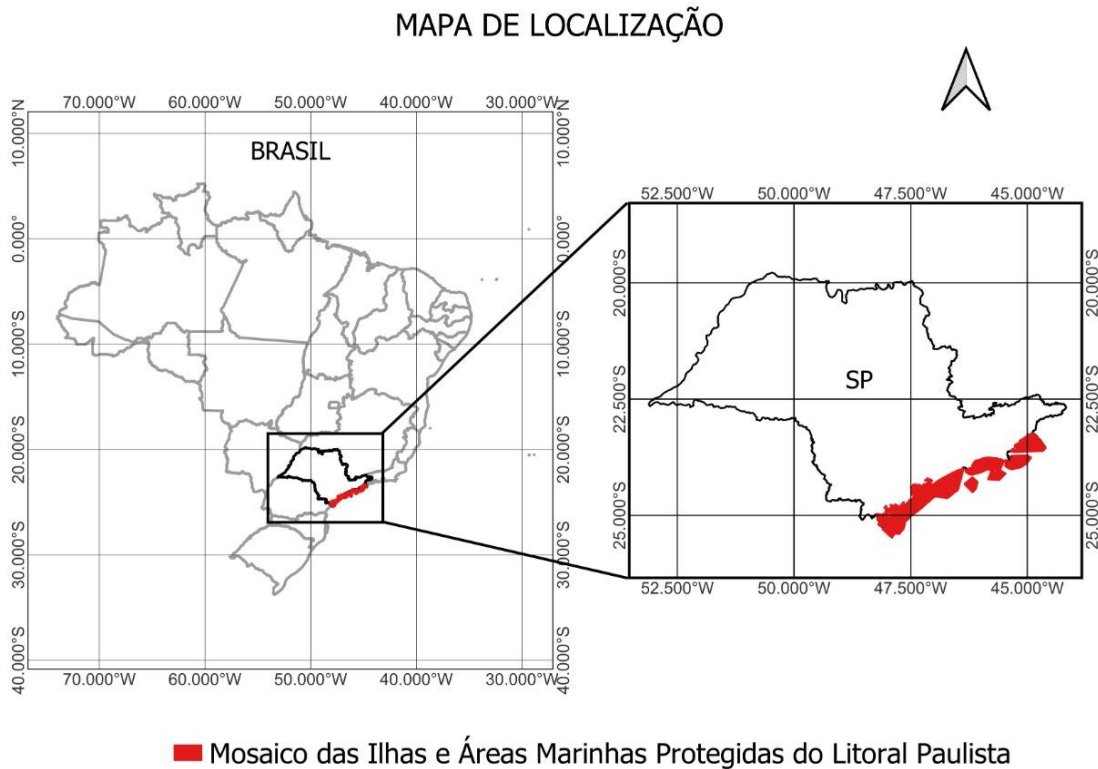 MAPA DE LOCALIZAÇÃO
70.000°W 60.000°W 50.000°W 40.000°W 30.000°W
10.000°N
0.000°
10.000°S
20.000°S
30.000°S
40.000°S
BRASIL
10.000°N
0.000°
10.000°S
20.000°S
30.000°S
40.000°S
70.000°W 60.000°W 50.000°W 40.000°W 30.000°W
52.500°W 50.000°W 47.500°W 45.000°W
20.000°S
22.500°S
25.000°S
SP
20.000°S
22.500°S
25.000°S
52.500°W 50.000°W 47.500°W 45.000°W
Mosaico das Ilhas e Áreas Marinhas Protegidas do Litoral Paulista